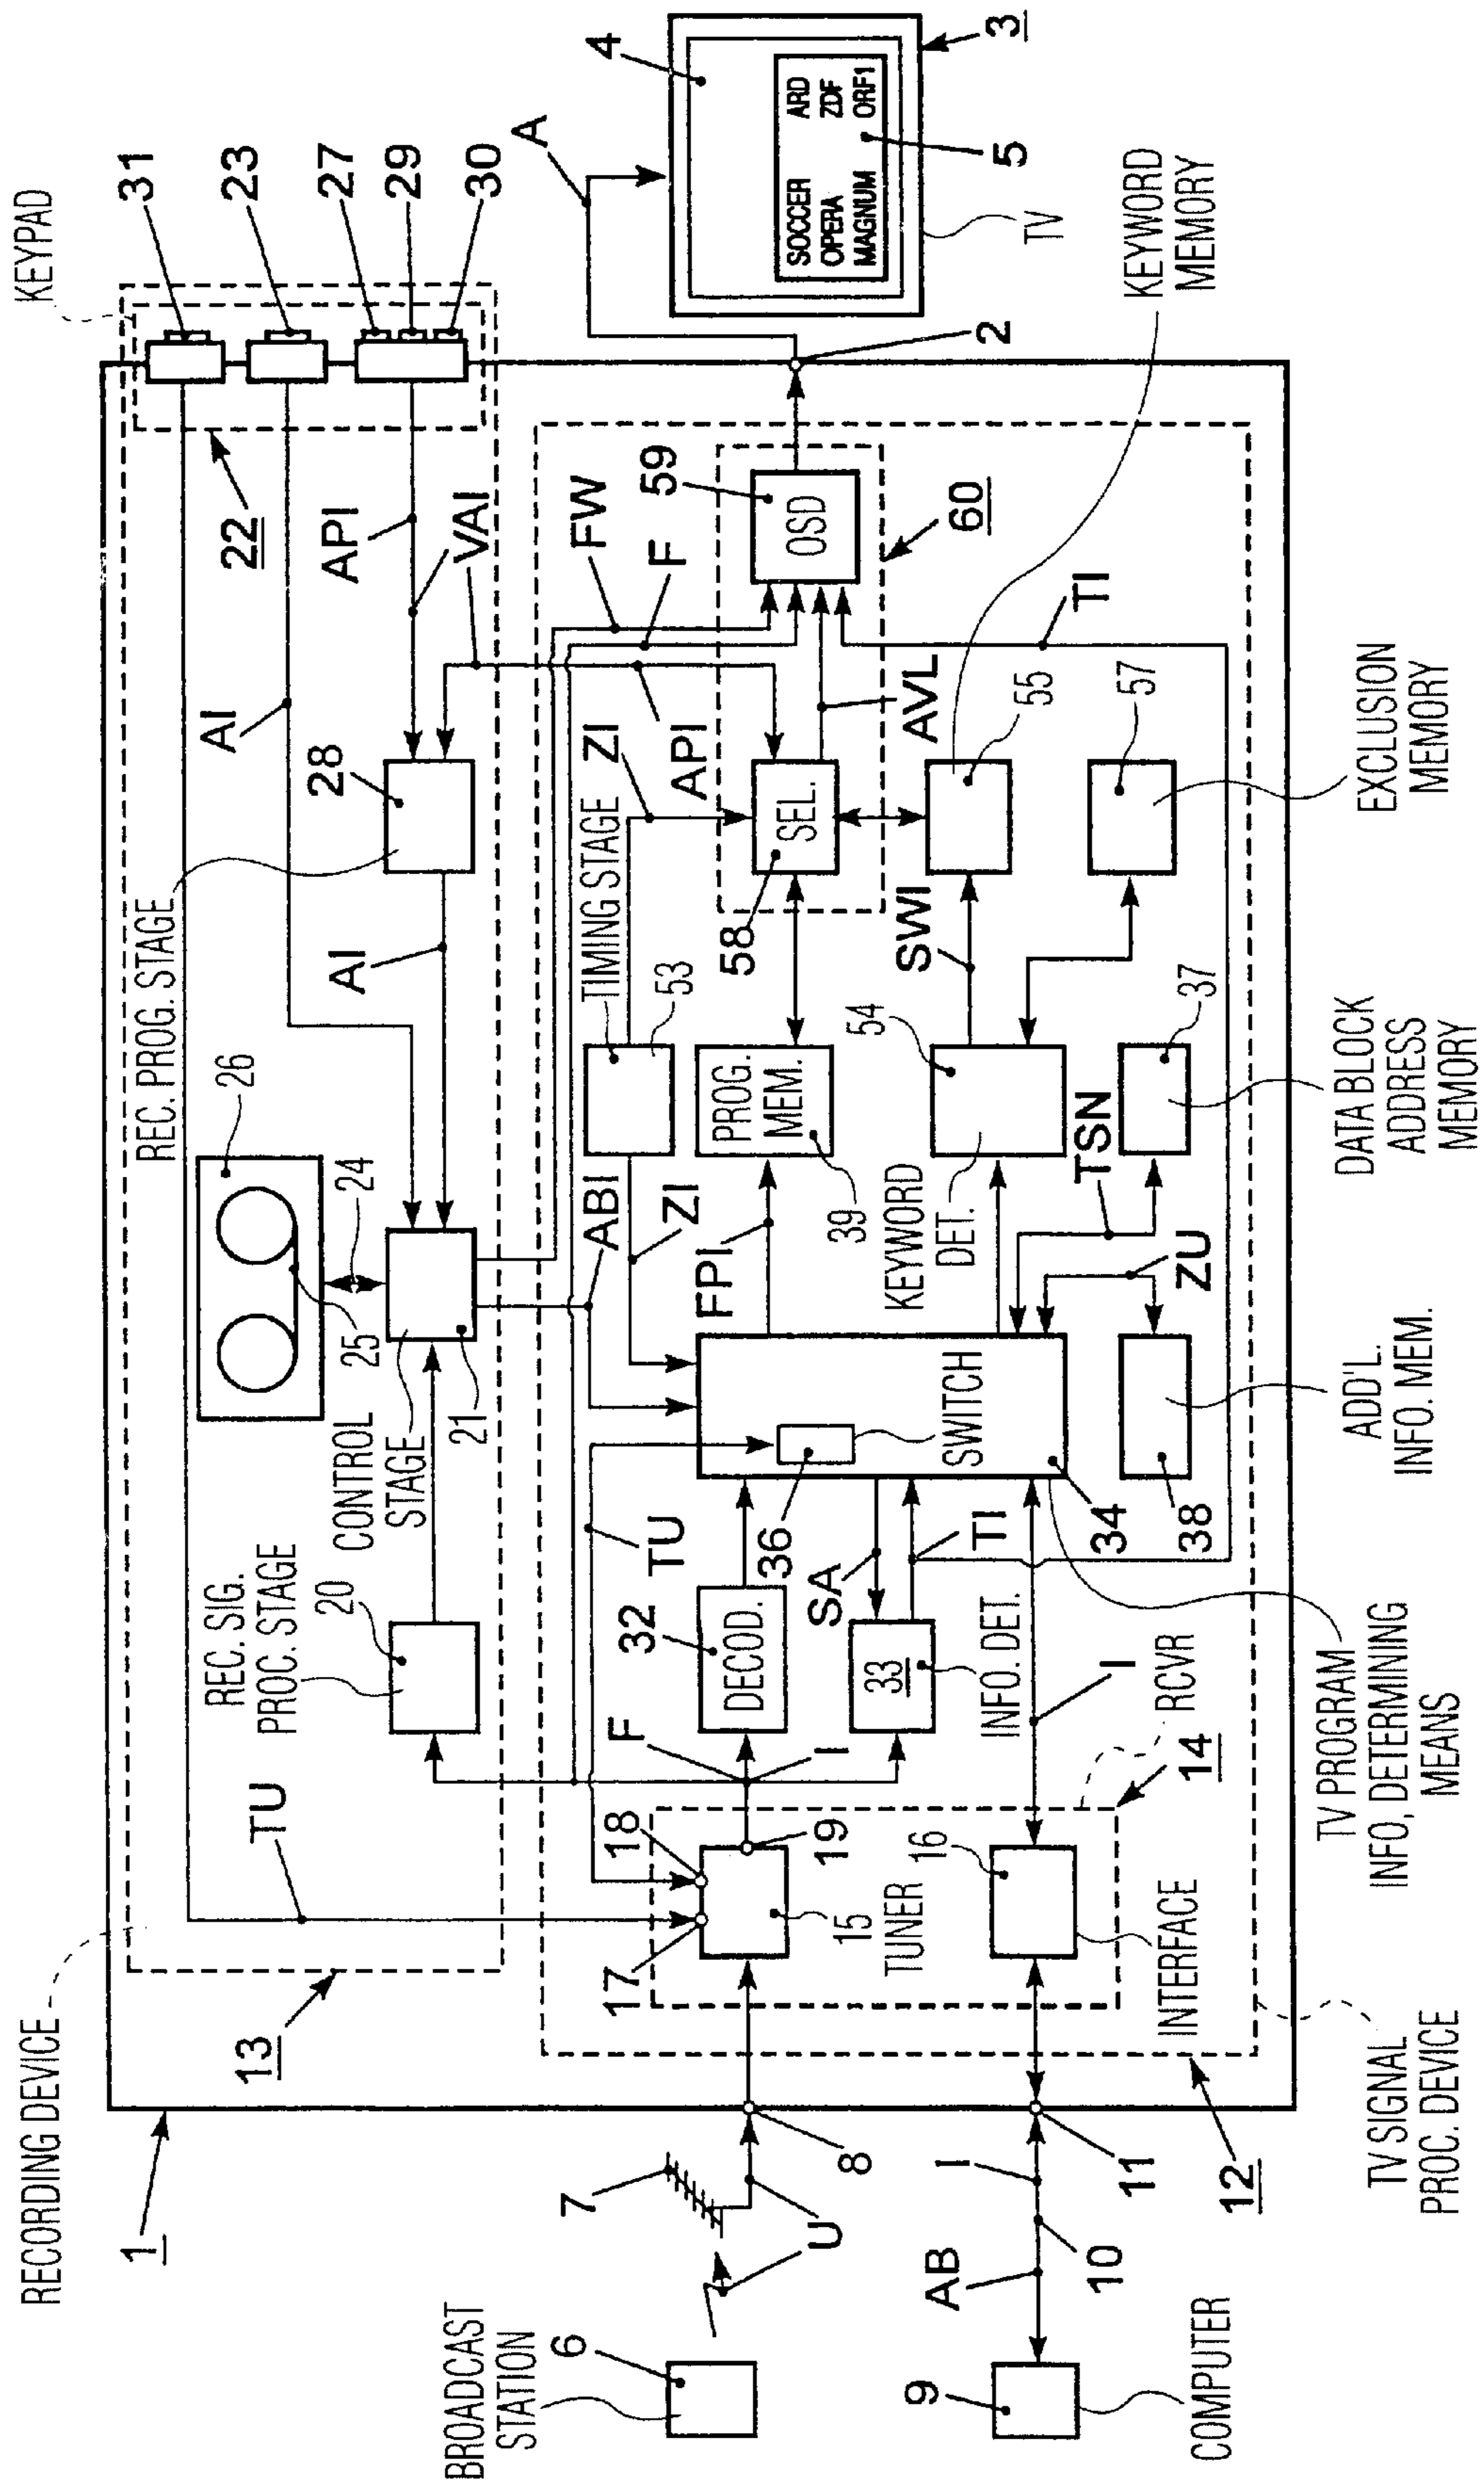 RECORDING DEVICE
1
13
TU
REC. SIG.
PROC. STAGE
20
CONTROL
STAGE
21
24
25
26
REC. PROG. STAGE
AI
AI
28
API
VAI
22
KEYPAD
31
23
27
29
30
A
BROADCAST
STATION
6
7
U
8
17
18
19
15
TUNER
F
I
32
DECOD.
TU
36
SWITCH
ABI
ZI
FPI
TIMING STAGE
53
PROG.
MEM.
39
ZI
API
58
SEL.
AVL
FW
F
59
OSD
60
2
4
SOCCER ARD
OPERA ZDF
MAGNUM ORF1
5
3
TV
COMPUTER
9
AB
10
I
11
16
INTERFACE
14
RCVR
33
INFO. DET.
SA
TI
I
34
38
KEYWORD
DET.
54
SWI
55
KEYWORD
MEMORY
TI
57
TSN
ZU
37
12
TV SIGNAL
PROC. DEVICE
TV PROGRAM
INFO, DETERMINING
MEANS
ADD'L.
INFO. MEM.
DATA BLOCK
ADDRESS
MEMORY
EXCLUSION
MEMORY